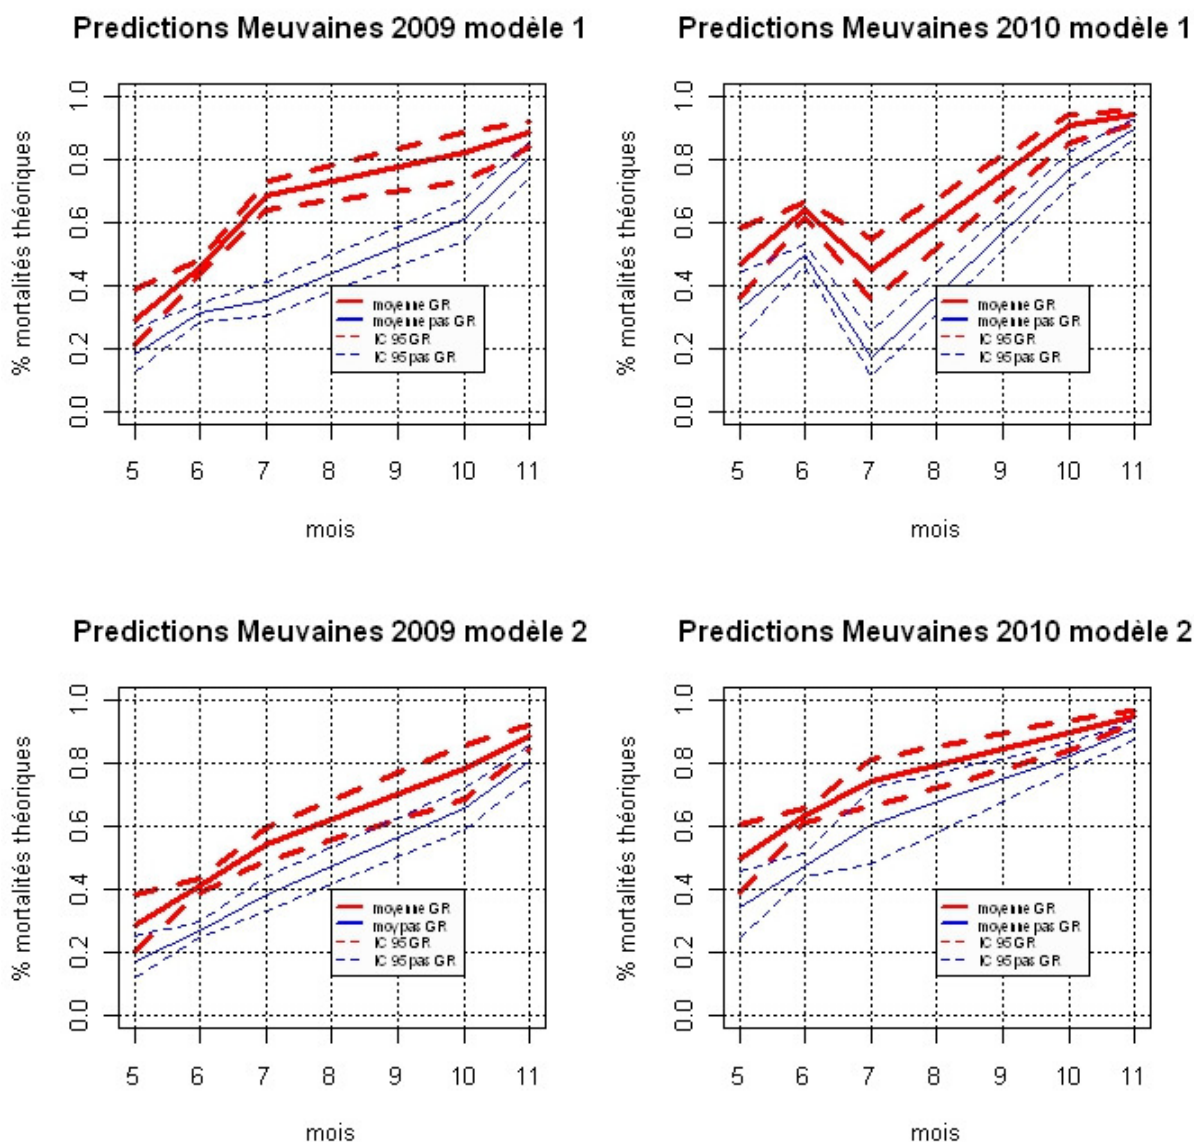 Predictions Meuvaines 2009 modèle 1
% mortalités théoriques
1.0
0.8
0.6
0.4
0.2
0.0
moyenne GR
moyenne pas GR
IC 95 GR
IC 95 pas GR
5 6 7 8 9 10 11
mois
Predictions Meuvaines 2010 modèle 1
% mortalités théoriques
1.0
0.8
0.6
0.4
0.2
0.0
moyenne GR
moyenne pas GR
IC 95 GR
IC 95 pas GR
5 6 7 8 9 10 11
mois
Predictions Meuvaines 2009 modèle 2
% mortalités théoriques
1.0
0.8
0.6
0.4
0.2
0.0
moyenne GR
moy pas GR
IC 95 GR
IC 95 pas GR
5 6 7 8 9 10 11
mois
Predictions Meuvaines 2010 modèle 2
% mortalités théoriques
1.0
0.8
0.6
0.4
0.2
0.0
moyenne GR
moyenne pas GR
IC 95 GR
IC 95 pas GR
5 6 7 8 9 10 11
mois